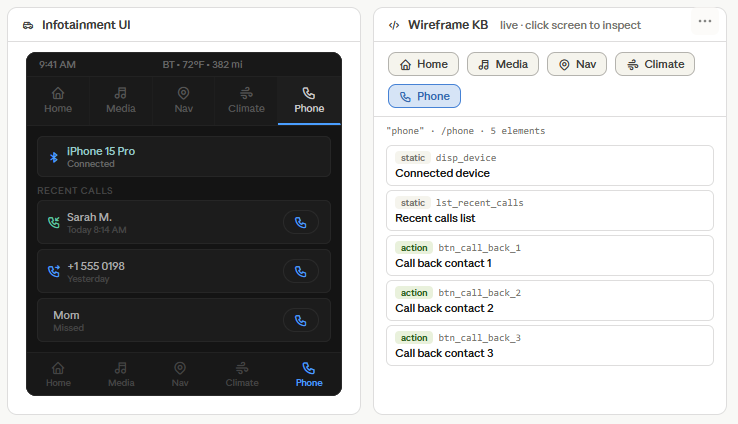 Infotainment UI
9:41 AM BT • 72°F • 382 mi
Home Media Nav Climate Phone
iPhone 15 Pro
Connected
RECENT CALLS
Sarah M.
Today 8:14 AM
+1 555 0198
Yesterday
Mom
Missed
Home Media Nav Climate Phone
Wireframe KB live · click screen to inspect
Home Media Nav Climate
Phone
"phone" · /phone · 5 elements
static disp_device
Connected device
static lst_recent_calls
Recent calls list
action btn_call_back_1
Call back contact 1
action btn_call_back_2
Call back contact 2
action btn_call_back_3
Call back contact 3